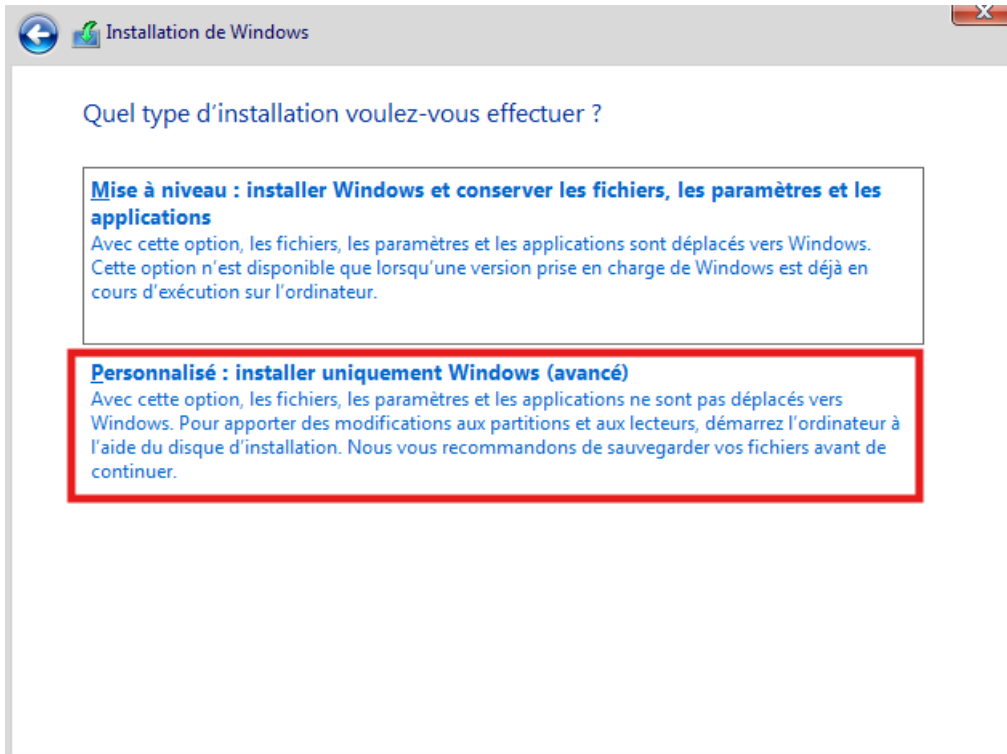 Installation de Windows
Quel type d’installation voulez-vous effectuer ?
Mise à niveau : installer Windows et conserver les fichiers, les paramètres et les
applications
Avec cette option, les fichiers, les paramètres et les applications sont déplacés vers Windows.
Cette option n’est disponible que lorsqu’une version prise en charge de Windows est déjà en
cours d’exécution sur l’ordinateur.
Personnalisé : installer uniquement Windows (avancé)
Avec cette option, les fichiers, les paramètres et les applications ne sont pas déplacés vers
Windows. Pour apporter des modifications aux partitions et aux lecteurs, démarrez l’ordinateur à
l’aide du disque d’installation. Nous vous recommandons de sauvegarder vos fichiers avant de
continuer.